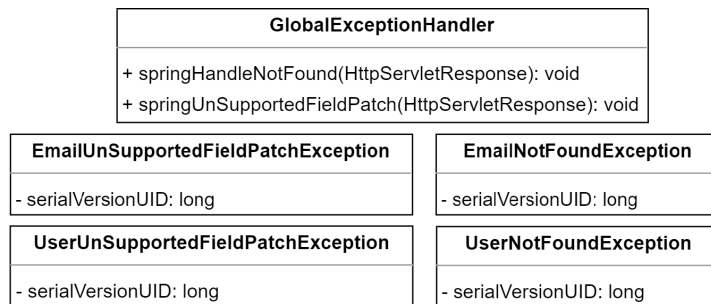 GlobalExceptionHandler
+ springHandleNotFound(HttpServletResponse): void
+ springUnSupportedFieldPatch(HttpServletResponse): void
EmailUnSupportedFieldPatchException
- serialVersionUID: long
EmailNotFoundException
- serialVersionUID: long
UserUnSupportedFieldPatchException
- serialVersionUID: long
UserNotFoundException
- serialVersionUID: long